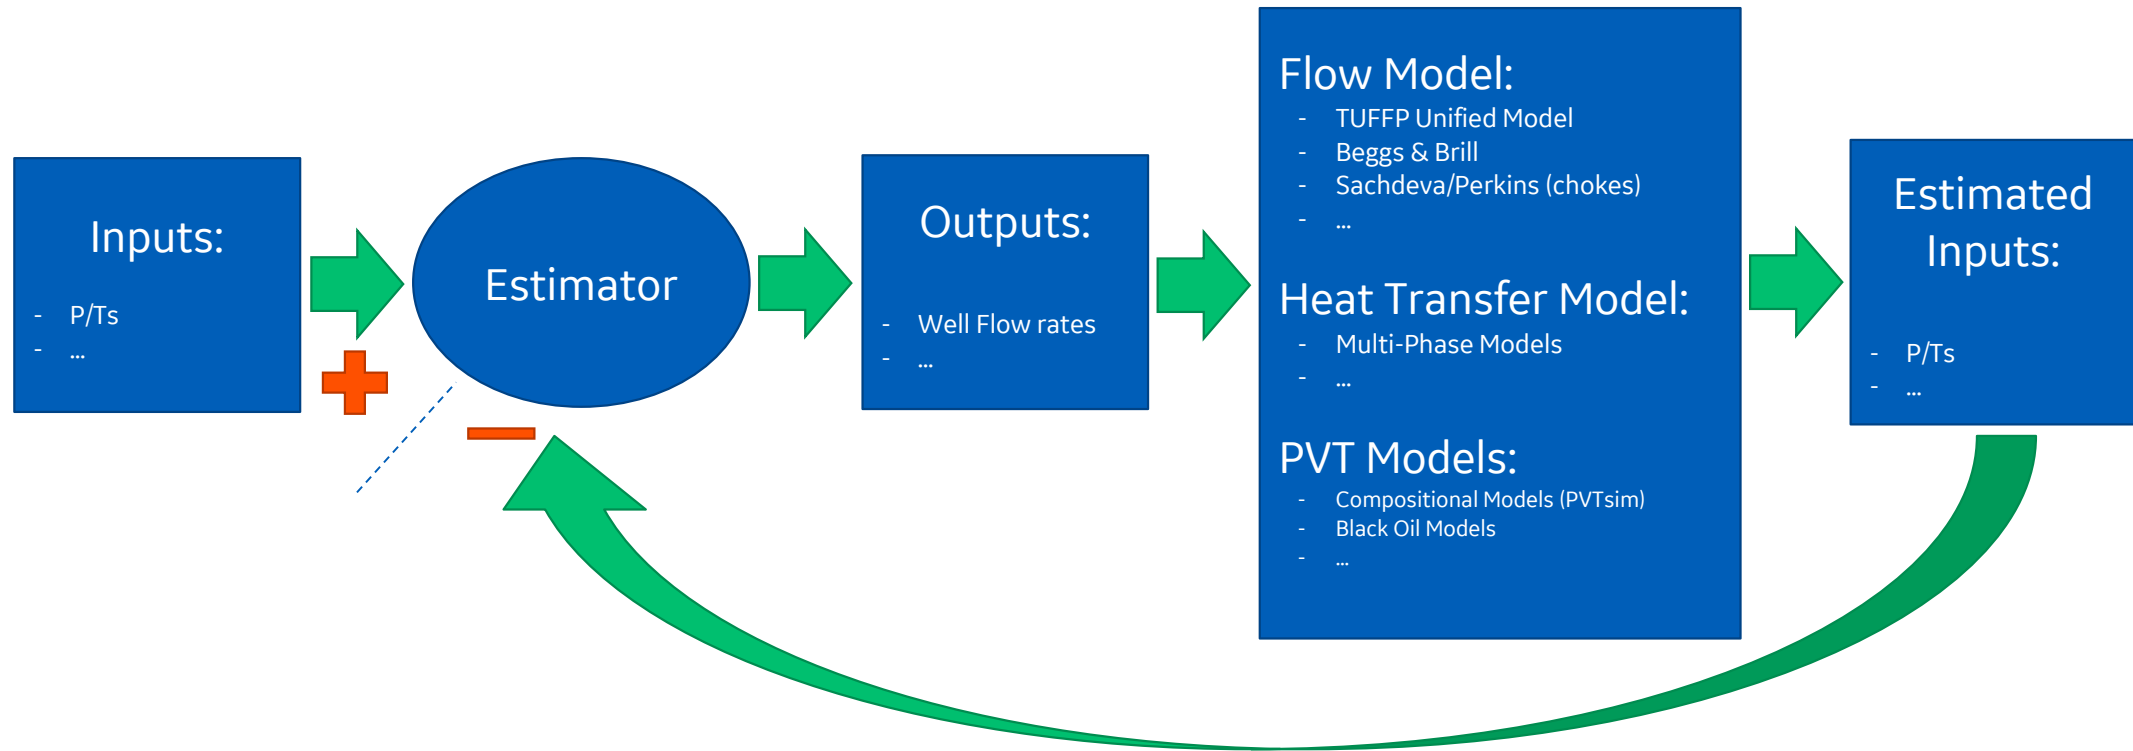 Inputs:
- P/Ts
- ...
Estimator
Outputs:
- Well Flow rates
- ...
Flow Model:
- TUFFP Unified Model
- Beggs & Brill
- Sachdeva/Perkins (chokes)
- ...
Heat Transfer Model:
- Multi-Phase Models
- ...
PVT Models:
- Compositional Models (PVTsim)
- Black Oil Models
- ...
Estimated
Inputs:
- P/Ts
- ...